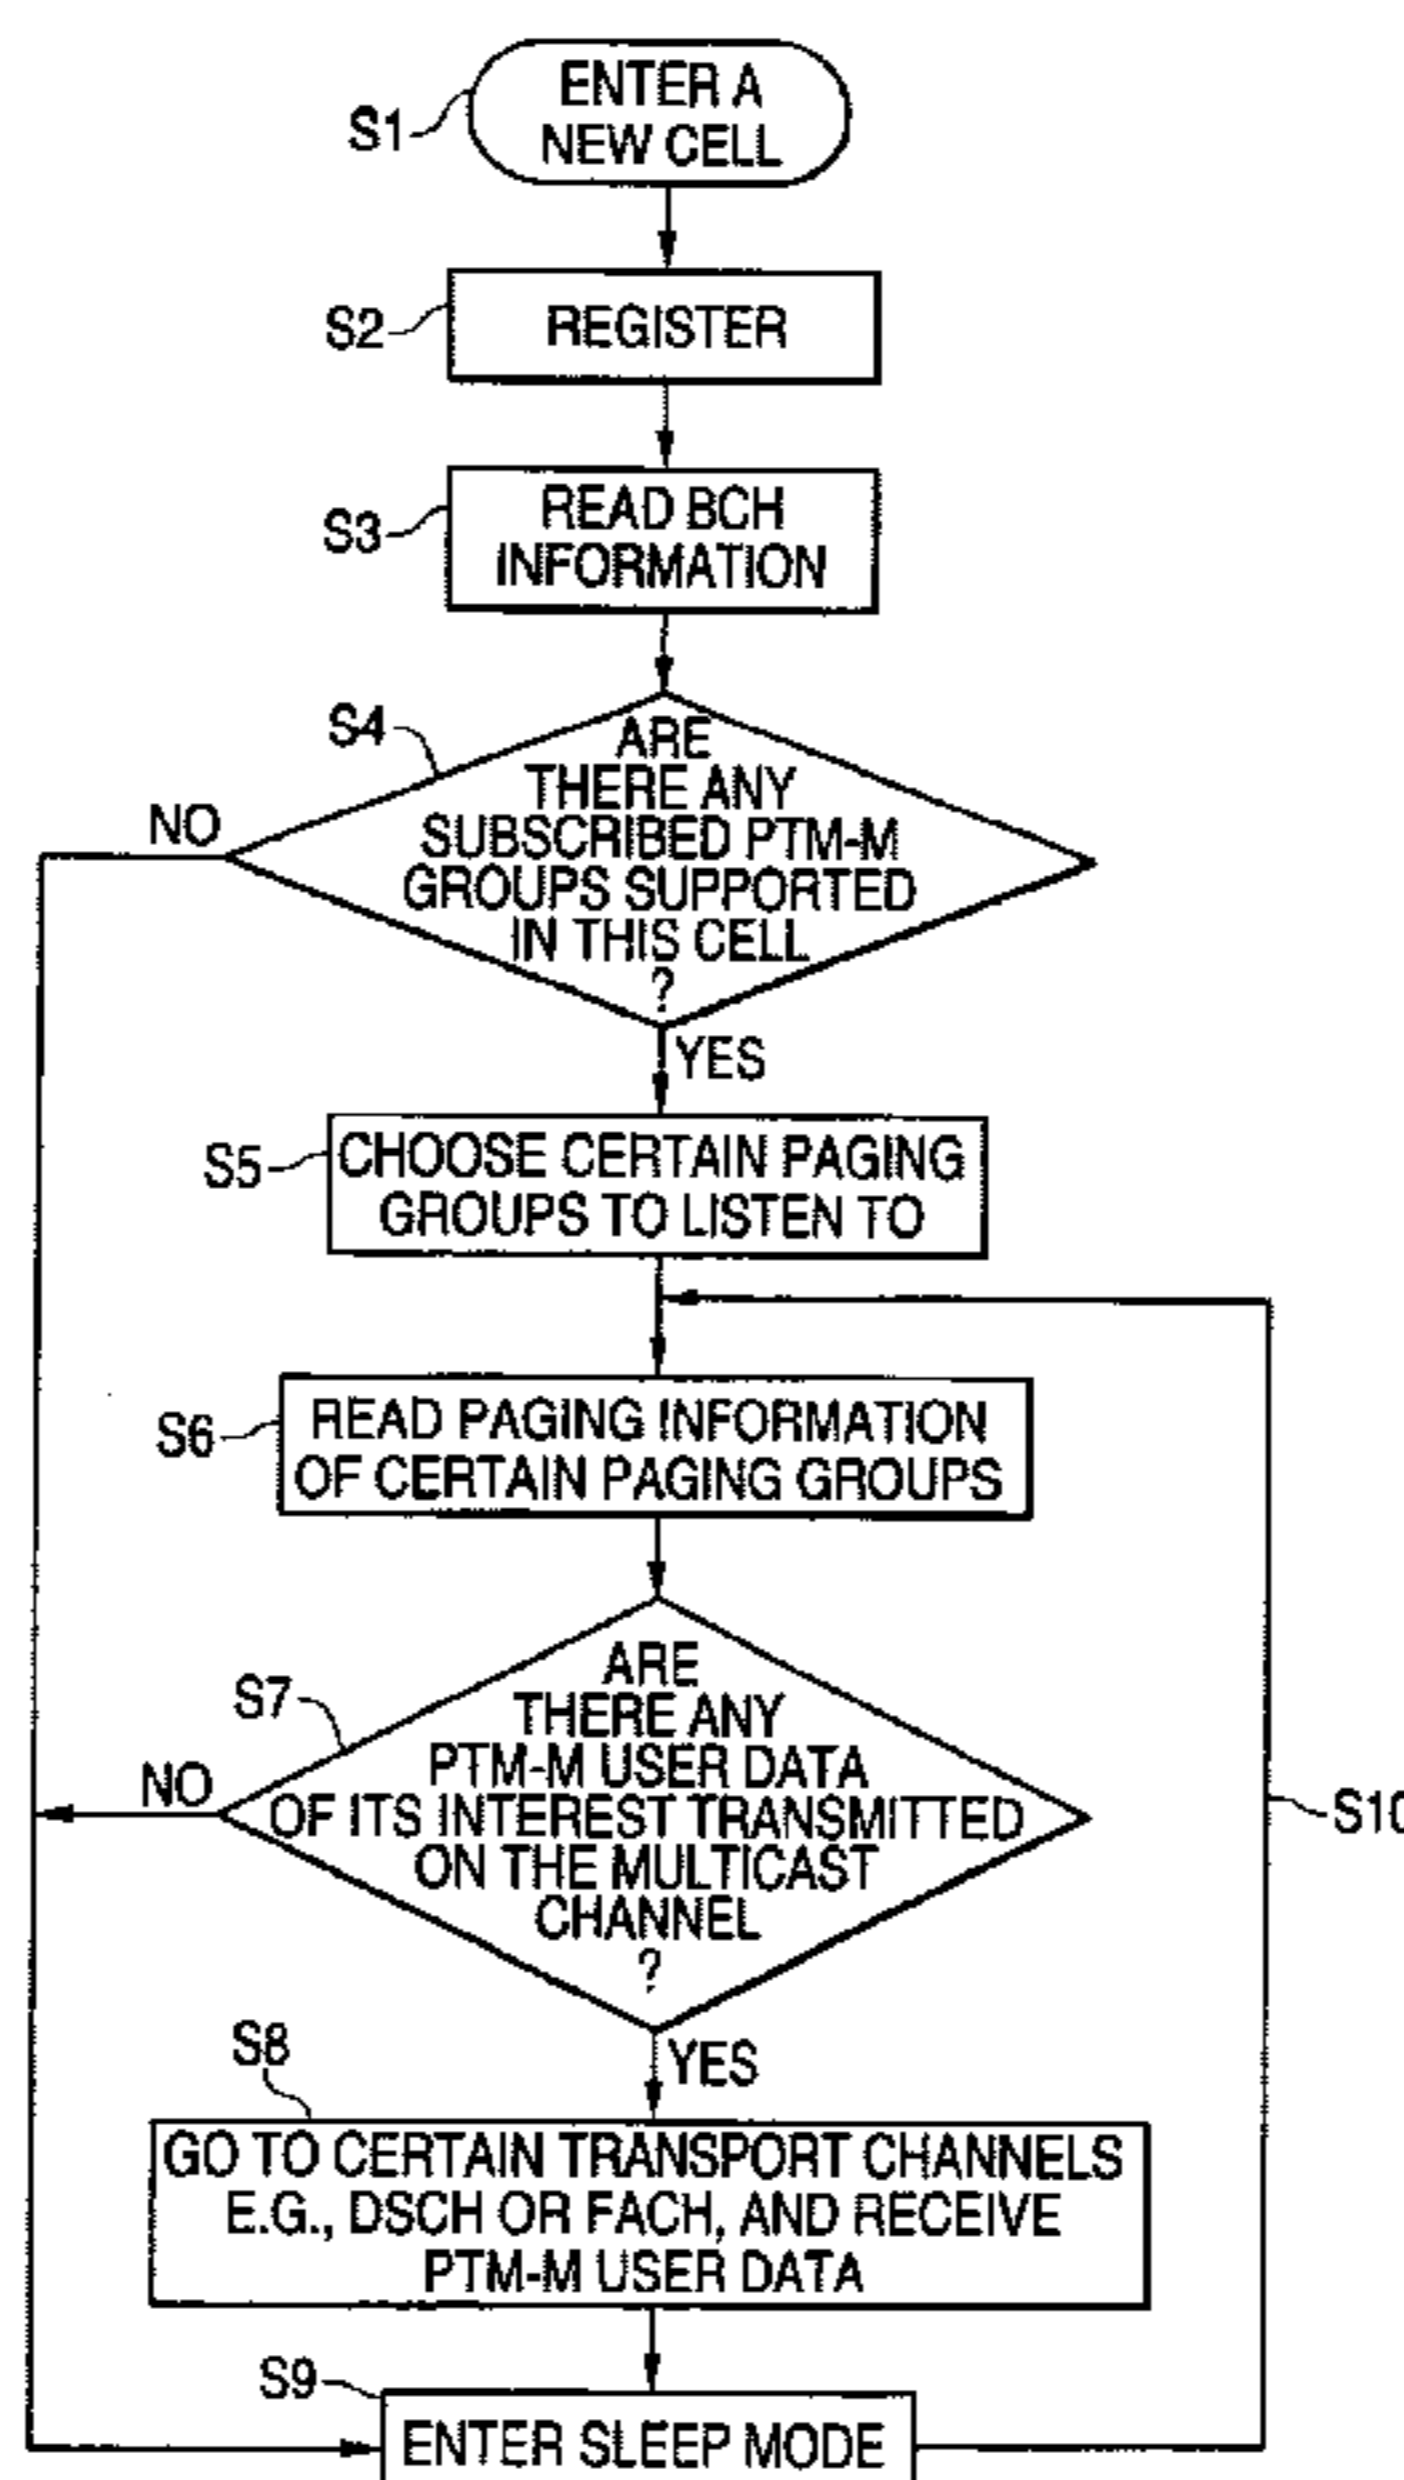 S1
ENTER A
NEW CELL
S2
REGISTER
S3
READ BCH
INFORMATION
S4
ARE
THERE ANY
SUBSCRIBED PTM-M
GROUPS SUPPORTED
IN THIS CELL
?
NO
YES
S5
CHOOSE CERTAIN PAGING
GROUPS TO LISTEN TO
S6
READ PAGING INFORMATION
OF CERTAIN PAGING GROUPS
S7
ARE
THERE ANY
PTM-M USER DATA
OF ITS INTEREST TRANSMITTED
ON THE MULTICAST
CHANNEL
?
NO
S10
YES
S8
GO TO CERTAIN TRANSPORT CHANNELS
E.G., DSCH OR FACH, AND RECEIVE
PTM-M USER DATA
S9
ENTER SLEEP MODE